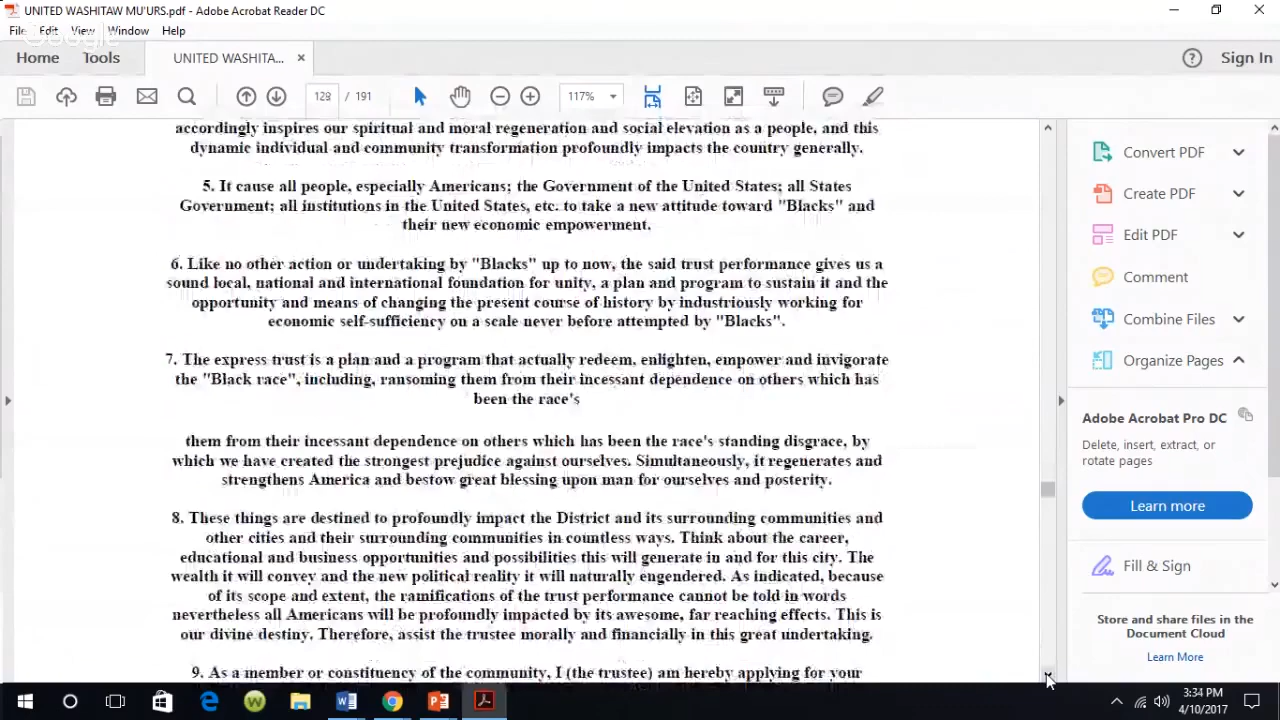 UNITED WASHITAW MU'URS.pdf - Adobe Acrobat Reader DC
File Edit View Window Help
Google
Home Tools UNITED WASHITA... × Sign In
128 / 191 117%
accordingly inspires our spiritual and moral regeneration and social elevation as a people, and this
dynamic individual and community transformation profoundly impacts the country generally.
5. It cause all people, especially Americans; the Government of the United States; all States
Government; all institutions in the United States, etc. to take a new attitude toward "Blacks" and
their new economic empowerment.
6. Like no other action or undertaking by "Blacks" up to now, the said trust performance gives us a
sound local, national and international foundation for unity, a plan and program to sustain it and the
opportunity and means of changing the present course of history by industriously working for
economic self-sufficiency on a scale never before attempted by "Blacks".
7. The express trust is a plan and a program that actually redeem, enlighten, empower and invigorate
the "Black race", including, ransoming them from their incessant dependence on others which has
been the race's
them from their incessant dependence on others which has been the race's standing disgrace, by
which we have created the strongest prejudice against ourselves. Simultaneously, it regenerates and
strengthens America and bestow great blessing upon man for ourselves and posterity.
8. These things are destined to profoundly impact the District and its surrounding communities and
other cities and their surrounding communities in countless ways. Think about the career,
educational and business opportunities and possibilities this will generate in and for this city. The
wealth it will convey and the new political reality it will naturally engendered. As indicated, because
of its scope and extent, the ramifications of the trust performance cannot be told in words
nevertheless all Americans will be profoundly impacted by its awesome, far reaching effects. This is
our divine destiny. Therefore, assist the trustee morally and financially in this great undertaking.
9. As a member or constituency of the community, I (the trustee) am hereby applying for your
Convert PDF
Create PDF
Edit PDF
Comment
Combine Files
Organize Pages
Adobe Acrobat Pro DC
Delete, insert, extract, or
rotate pages
Learn more
Fill & Sign
Store and share files in the
Document Cloud
Learn More
3:34 PM
4/10/2017